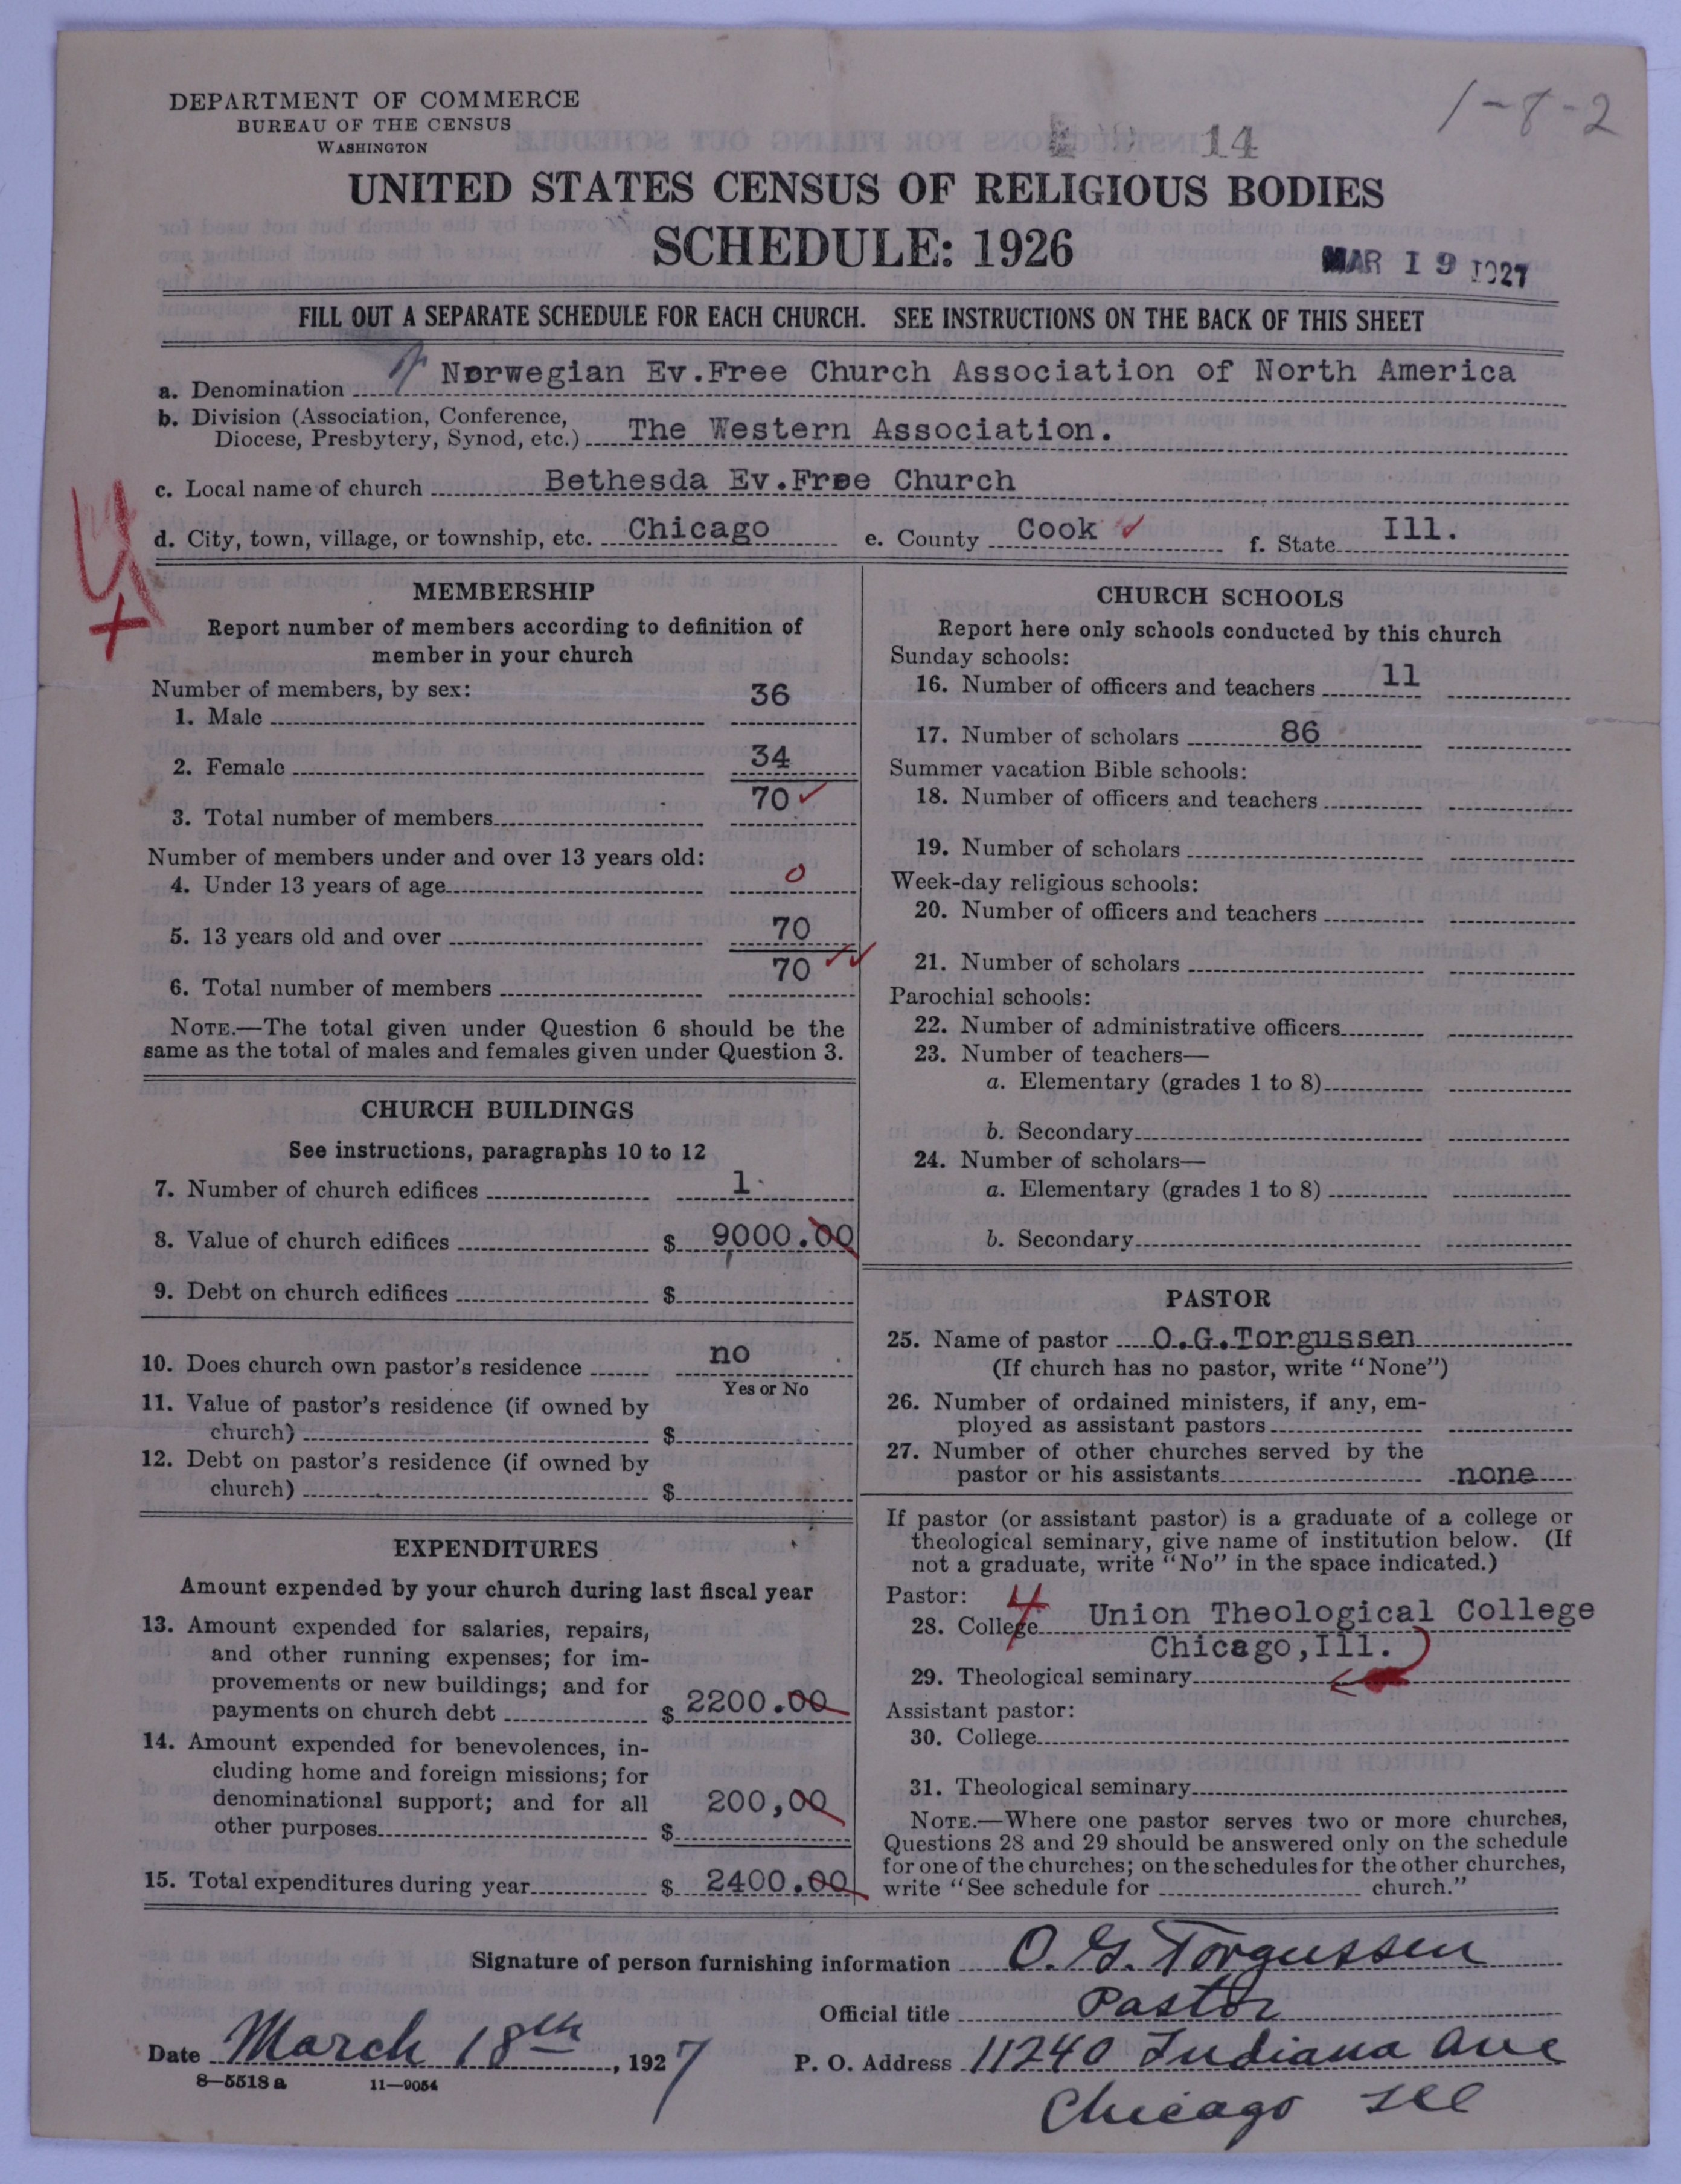 DEPARTMENT OF COMMERCE
BUREAU OF THE CENSUS
WASHINGTON
1-8-2
14
UNITED STATES CENSUS OF RELIGIOUS BODIES
SCHEDULE: 1926
MAR 19 1927
FILL OUT A SEPARATE SCHEDULE FOR EACH CHURCH. SEE INSTRUCTIONS ON THE BACK OF THIS SHEET
a. Denomination Norwegian Ev.Free Church Association of North America
b. Division (Association, Conference,
Diocese, Presbytery, Synod, etc.) The Western Association.
c. Local name of church Bethesda Ev.Free Church
d. City, town, village, or township, etc. Chicago e. County Cook f. State Ill.
MEMBERSHIP
Report number of members according to definition of
member in your church
Number of members, by sex:
1. Male 36
2. Female 34
3. Total number of members 70
Number of members under and over 13 years old:
4. Under 13 years of age 0
5. 13 years old and over 70
6. Total number of members 70
NOTE.—The total given under Question 6 should be the
same as the total of males and females given under Question 3.
CHURCH BUILDINGS
See instructions, paragraphs 10 to 12
7. Number of church edifices 1
8. Value of church edifices $ 9000.00
9. Debt on church edifices $
10. Does church own pastor's residence no
Yes or No
11. Value of pastor's residence (if owned by
church) $
12. Debt on pastor's residence (if owned by
church) $
EXPENDITURES
Amount expended by your church during last fiscal year
13. Amount expended for salaries, repairs,
and other running expenses; for im-
provements or new buildings; and for
payments on church debt $ 2200.00
14. Amount expended for benevolences, in-
cluding home and foreign missions; for
denominational support; and for all
other purposes $ 200,00
15. Total expenditures during year $ 2400.00
CHURCH SCHOOLS
Report here only schools conducted by this church
Sunday schools:
16. Number of officers and teachers 11
17. Number of scholars 86
Summer vacation Bible schools:
18. Number of officers and teachers
19. Number of scholars
Week-day religious schools:
20. Number of officers and teachers
21. Number of scholars
Parochial schools:
22. Number of administrative officers
23. Number of teachers—
a. Elementary (grades 1 to 8)
b. Secondary
24. Number of scholars—
a. Elementary (grades 1 to 8)
b. Secondary
PASTOR
25. Name of pastor O.G.Torgussen
(If church has no pastor, write "None")
26. Number of ordained ministers, if any, em-
ployed as assistant pastors
27. Number of other churches served by the
pastor or his assistants none
If pastor (or assistant pastor) is a graduate of a college or
theological seminary, give name of institution below. (If
not a graduate, write "No" in the space indicated.)
Pastor: 4
28. College Union Theological College
Chicago,Ill.
29. Theological seminary
Assistant pastor:
30. College
31. Theological seminary
NOTE.—Where one pastor serves two or more churches,
Questions 28 and 29 should be answered only on the schedule
for one of the churches; on the schedules for the other churches,
write "See schedule for church."
Signature of person furnishing information O. G. Torgussen
Official title Pastor
Date March 18th, 1927 P. O. Address 11240 Indiana Ave
Chicago Ill
8—5518 a 11—9054